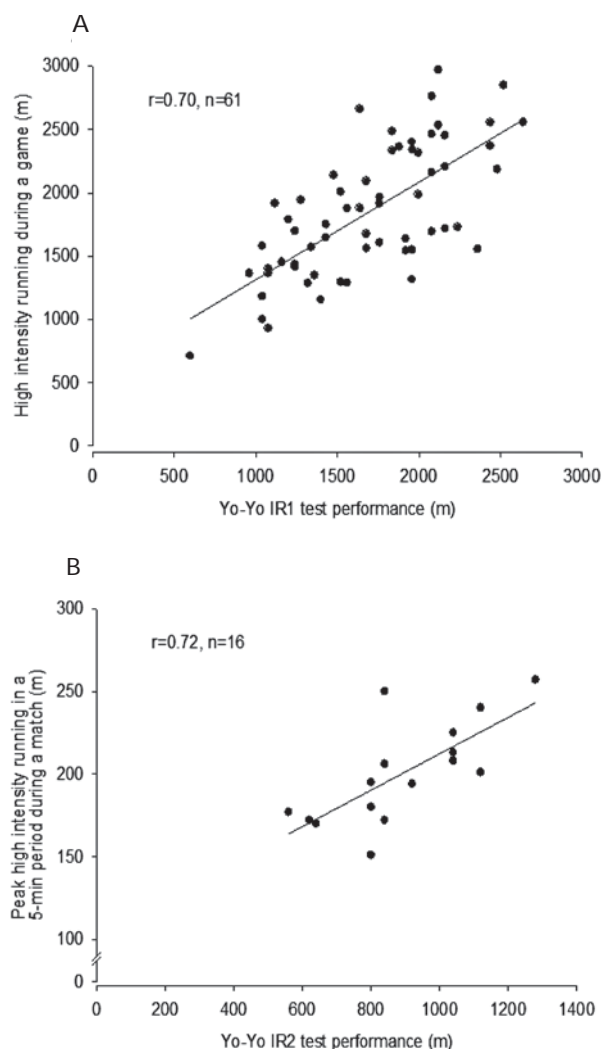 A
High intensity running during a game (m)
r=0.70, n=61
3000
2500
2000
1500
1000
500
0
0 500 1000 1500 2000 2500 3000
Yo-Yo IR1 test performance (m)
B
Peak high intensity running in a
5-min period during a match (m)
r=0.72, n=16
300
250
200
150
100
0
0 200 400 600 800 1000 1200 1400
Yo-Yo IR2 test performance (m)